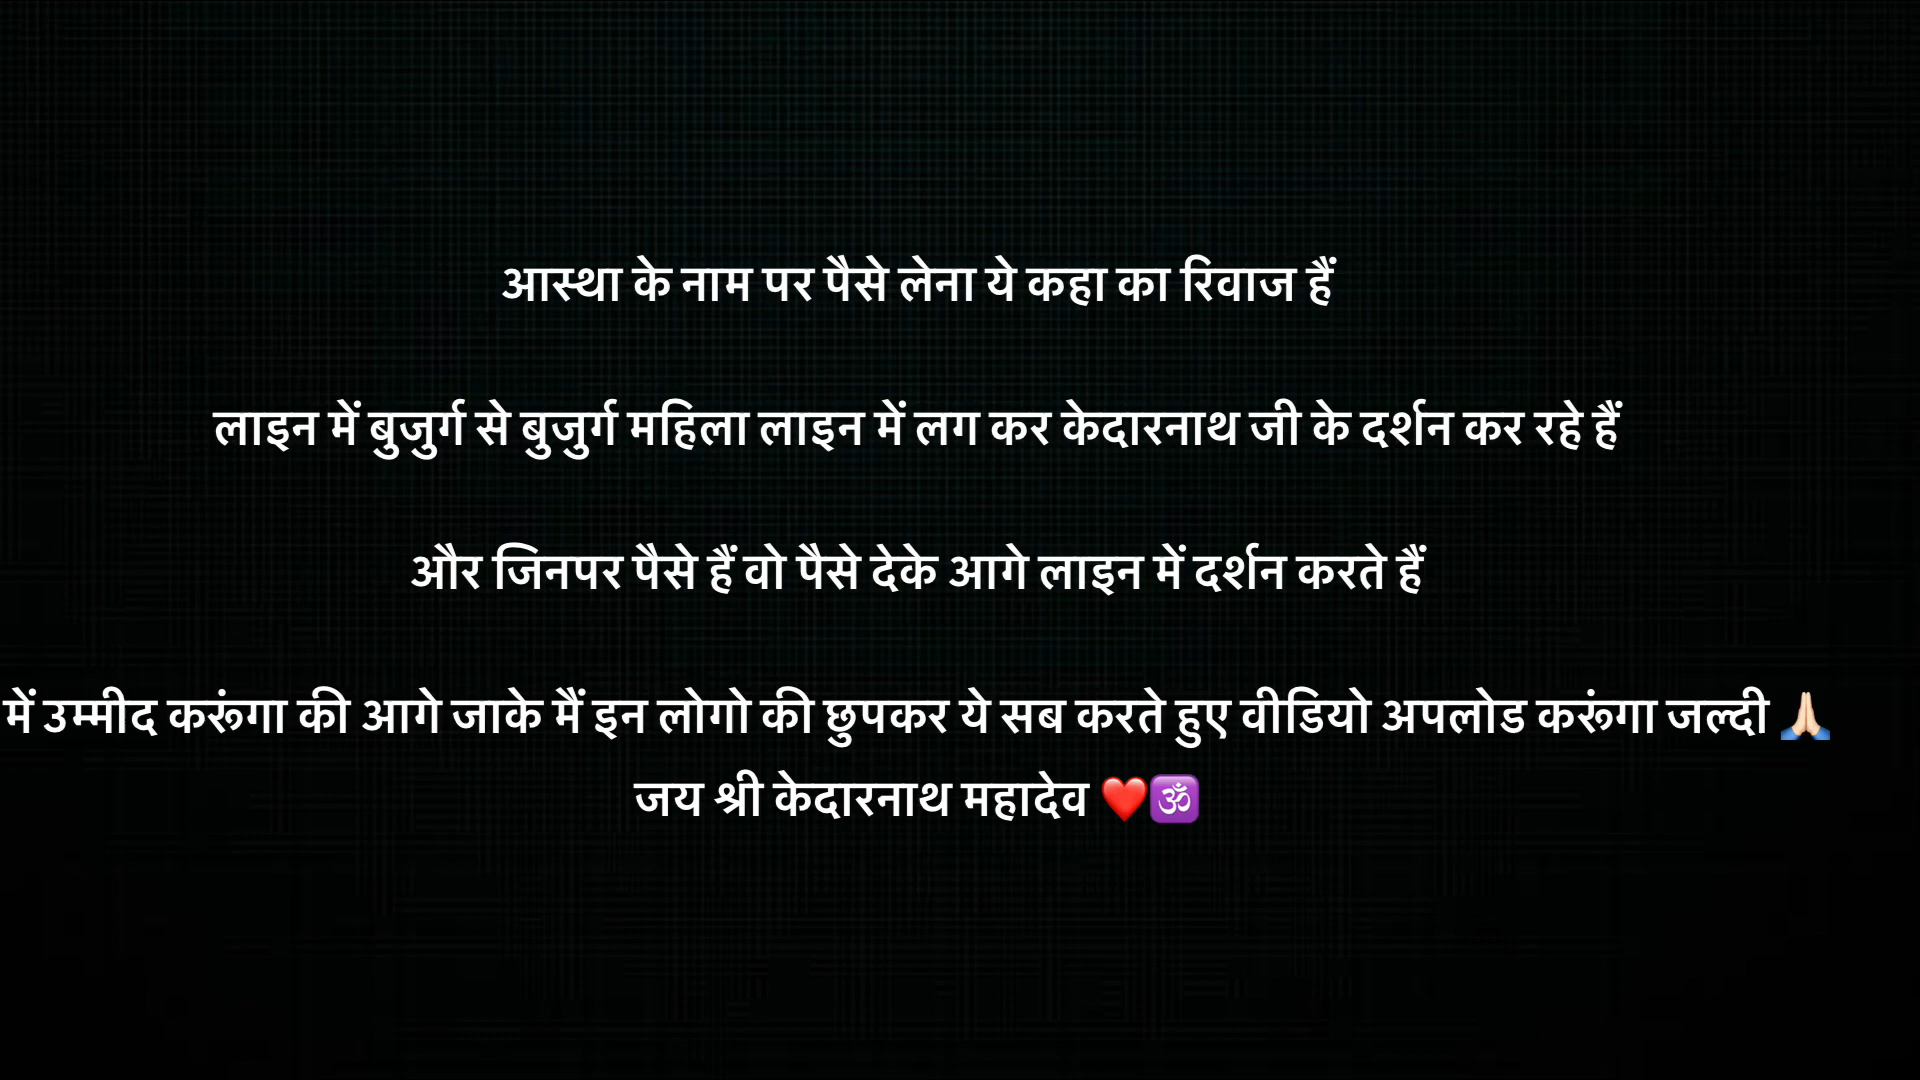 आस्था के नाम पर पैसे लेना ये कहा का रिवाज हैं
लाइन में बुजुर्ग से बुजुर्ग महिला लाइन में लग कर केदारनाथ जी के दर्शन कर रहे हैं
और जिनपर पैसे हैं वो पैसे देके आगे लाइन में दर्शन करते हैं
में उम्मीद करूंगा की आगे जाके मैं इन लोगो की छुपकर ये सब करते हुए वीडियो अपलोड करूंगा जल्दी 🙏🏻
जय श्री केदारनाथ महादेव ❤️🕉️